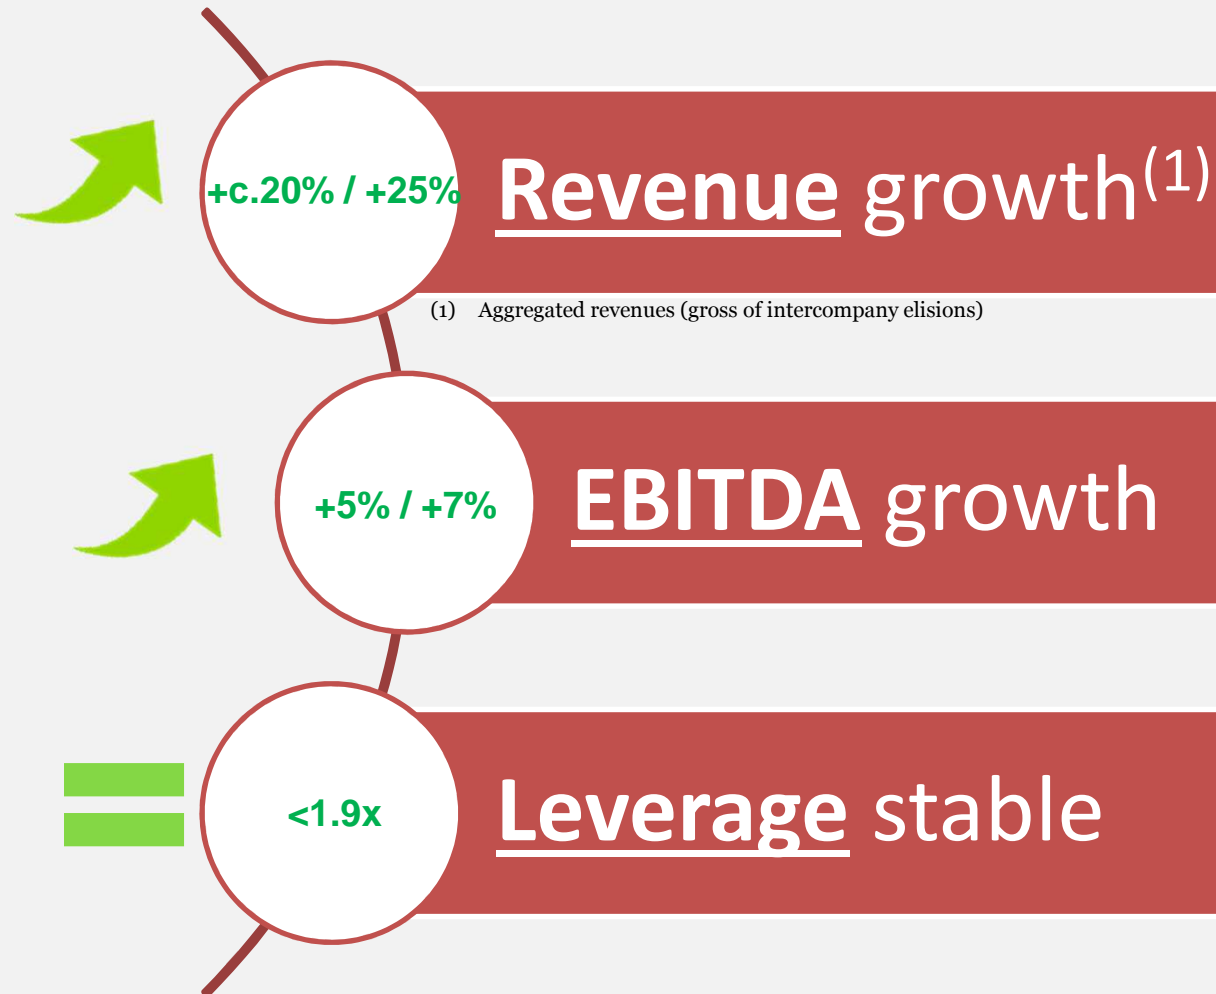 +c.20% / +25%
Revenue growth(1)
(1) Aggregated revenues (gross of intercompany elisions)
+5% / +7%
EBITDA growth
<1.9x
Leverage stable